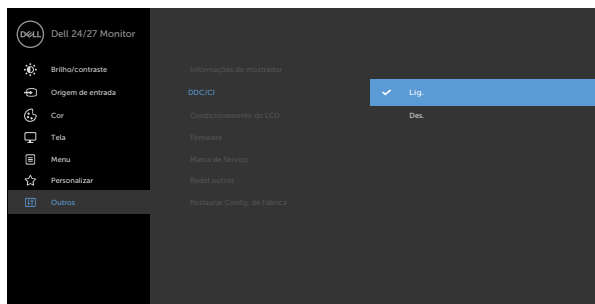 DELL Dell 24/27 Monitor
Brilho/contraste
Origem de entrada
Cor
Tela
Menu
Personalizar
Outros
Informações do mostrador
DDC/CI
Condicionamento do LCD
Firmware
Marca de Serviço
Redef outros
Restaurar Config. de Fábrica
Lig.
Des.